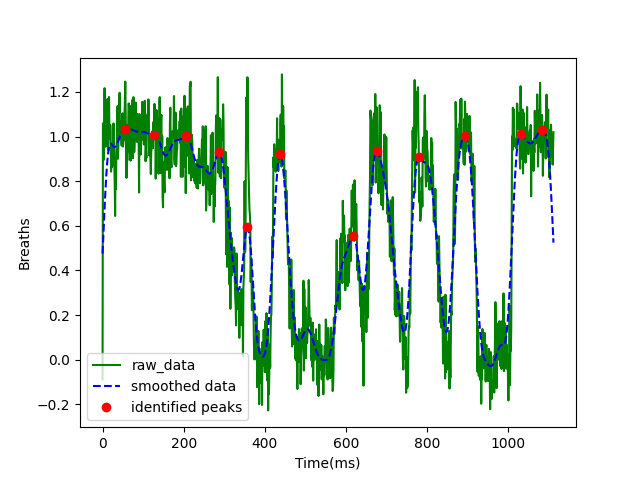 1.2
1.0
0.8
0.6
0.4
0.2
0.0
−0.2
Breaths
raw_data
smoothed data
identified peaks
0 200 400 600 800 1000
Time(ms)